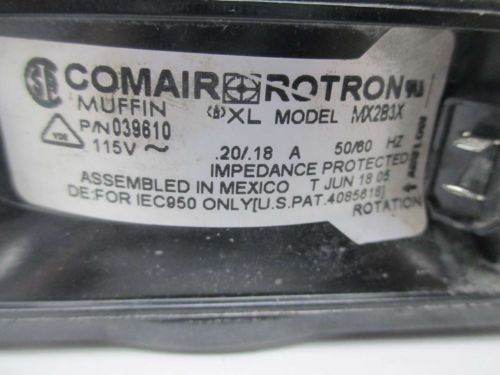 COMAIR ROTRON
MUFFIN XL MODEL MX2B3X
P/N 039610
115V ~ .20/.18 A 50/60 HZ
IMPEDANCE PROTECTED
ASSEMBLED IN MEXICO T JUN 18 05
DE:FOR IEC950 ONLY[U.S.PAT.4085618]
ROTATION